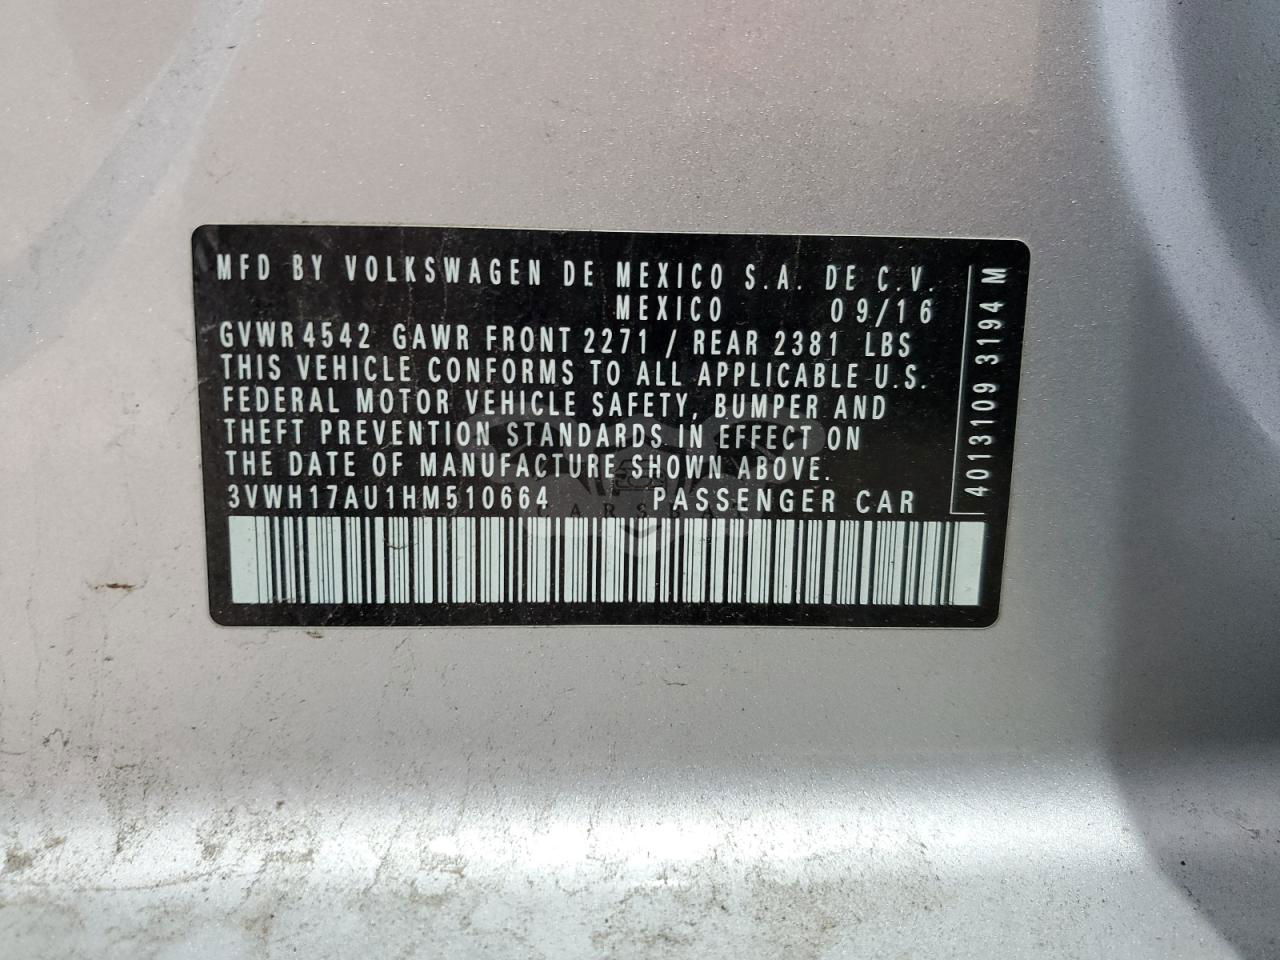 MFD BY VOLKSWAGEN DE MEXICO S.A. DE C.V.
MEXICO 09/16
GVWR 4542 GAWR FRONT 2271 / REAR 2381 LBS
THIS VEHICLE CONFORMS TO ALL APPLICABLE U.S.
FEDERAL MOTOR VEHICLE SAFETY, BUMPER AND
THEFT PREVENTION STANDARDS IN EFFECT ON
THE DATE OF MANUFACTURE SHOWN ABOVE.
3VWH17AU1HM510664 PASSENGER CAR
4013109 3194 M